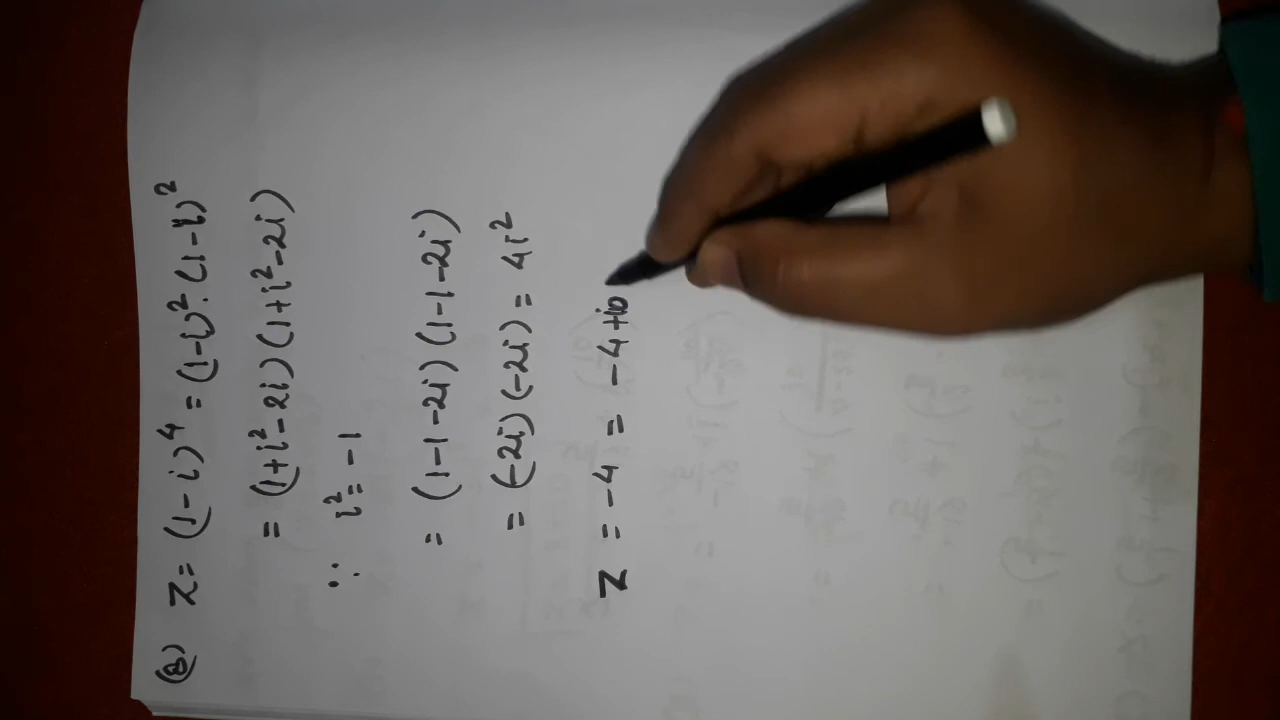 (8) z = (1-i)⁴ = (1-i)².(1-i)²
= (1+i²-2i)(1+i²-2i)
∵ i² = -1
= (1-1-2i)(1-1-2i)
= (-2i)(-2i) = 4i²
z = -4 = -4+i0